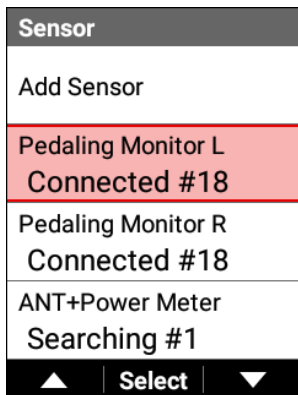 Sensor
Add Sensor
Pedaling Monitor L
Connected #18
Pedaling Monitor R
Connected #18
ANT+Power Meter
Searching #1
Select